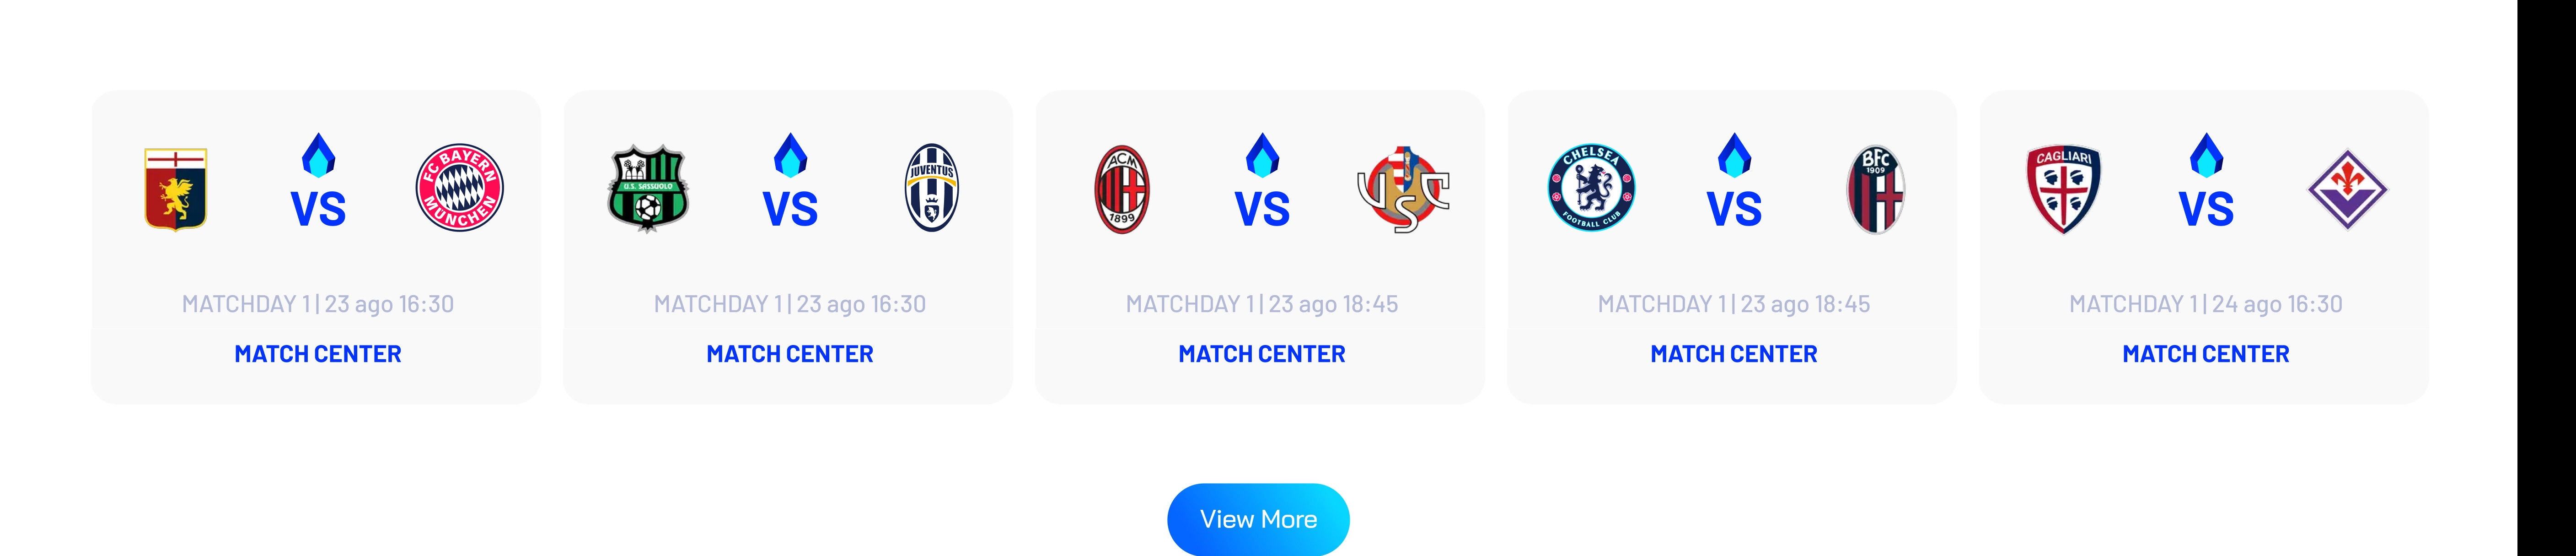 FC BAYERN
MÜNCHEN
VS
MATCHDAY 1 | 23 ago 16:30
MATCH CENTER
U.S. SASSUOLO
VS
JUVENTUS
MATCHDAY 1 | 23 ago 16:30
MATCH CENTER
ACM
1899
VS
USC
MATCHDAY 1 | 23 ago 18:45
MATCH CENTER
CHELSEA
FOOTBALL CLUB
VS
BFC
1909
MATCHDAY 1 | 23 ago 18:45
MATCH CENTER
CAGLIARI
VS
MATCHDAY 1 | 24 ago 16:30
MATCH CENTER
View More